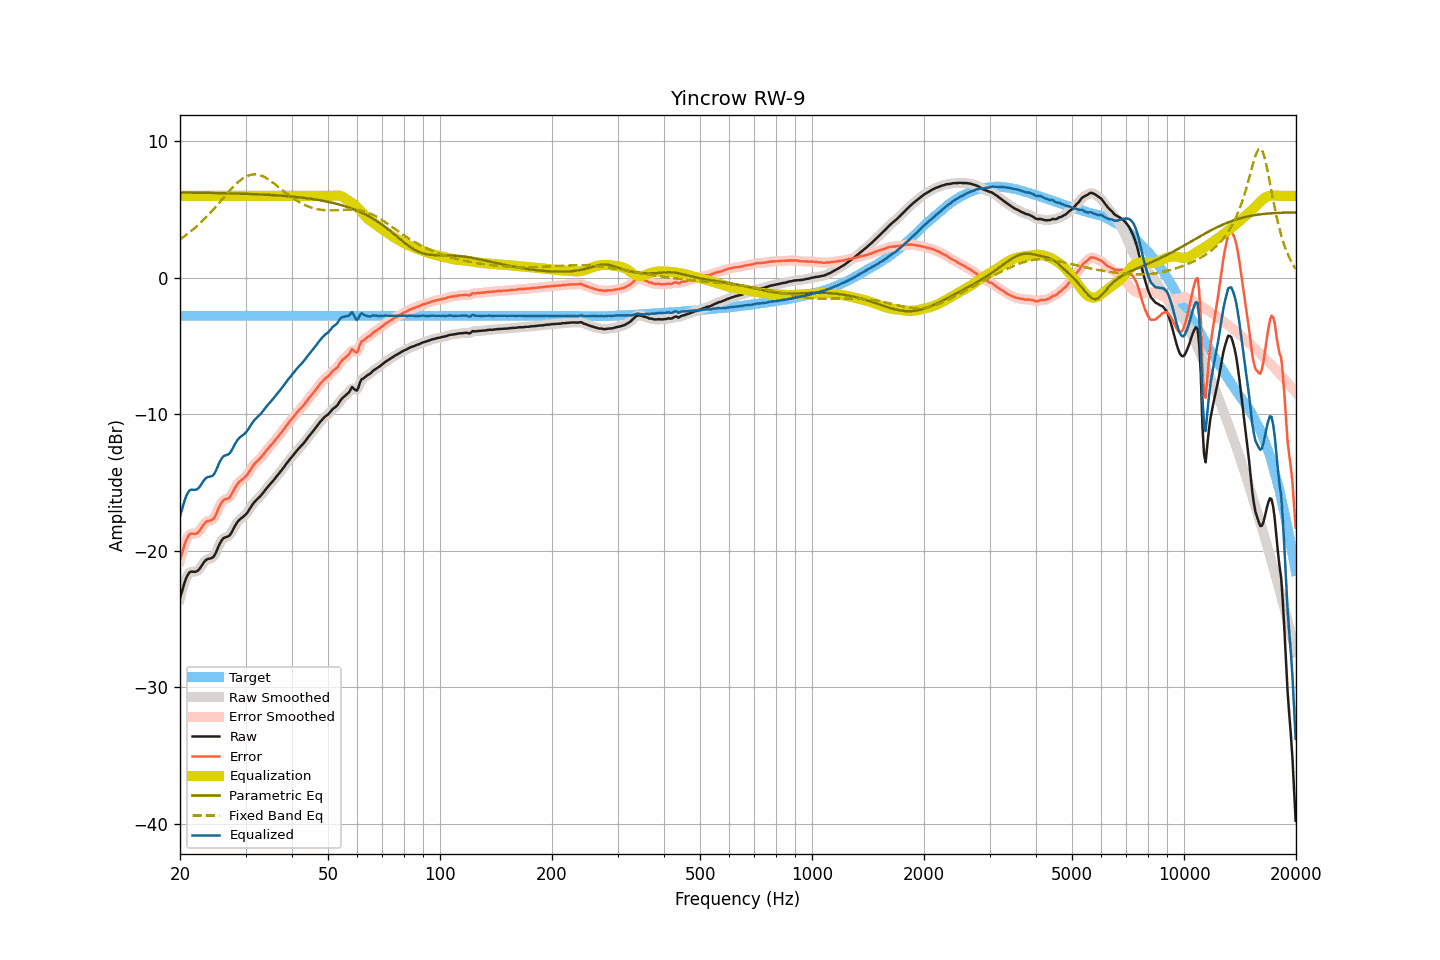 Yincrow RW-9
10
0
−10
−20
−30
−40
Amplitude (dBr)
Target
Raw Smoothed
Error Smoothed
Raw
Error
Equalization
Parametric Eq
Fixed Band Eq
Equalized
20 50 100 200 500 1000 2000 5000 10000 20000
Frequency (Hz)